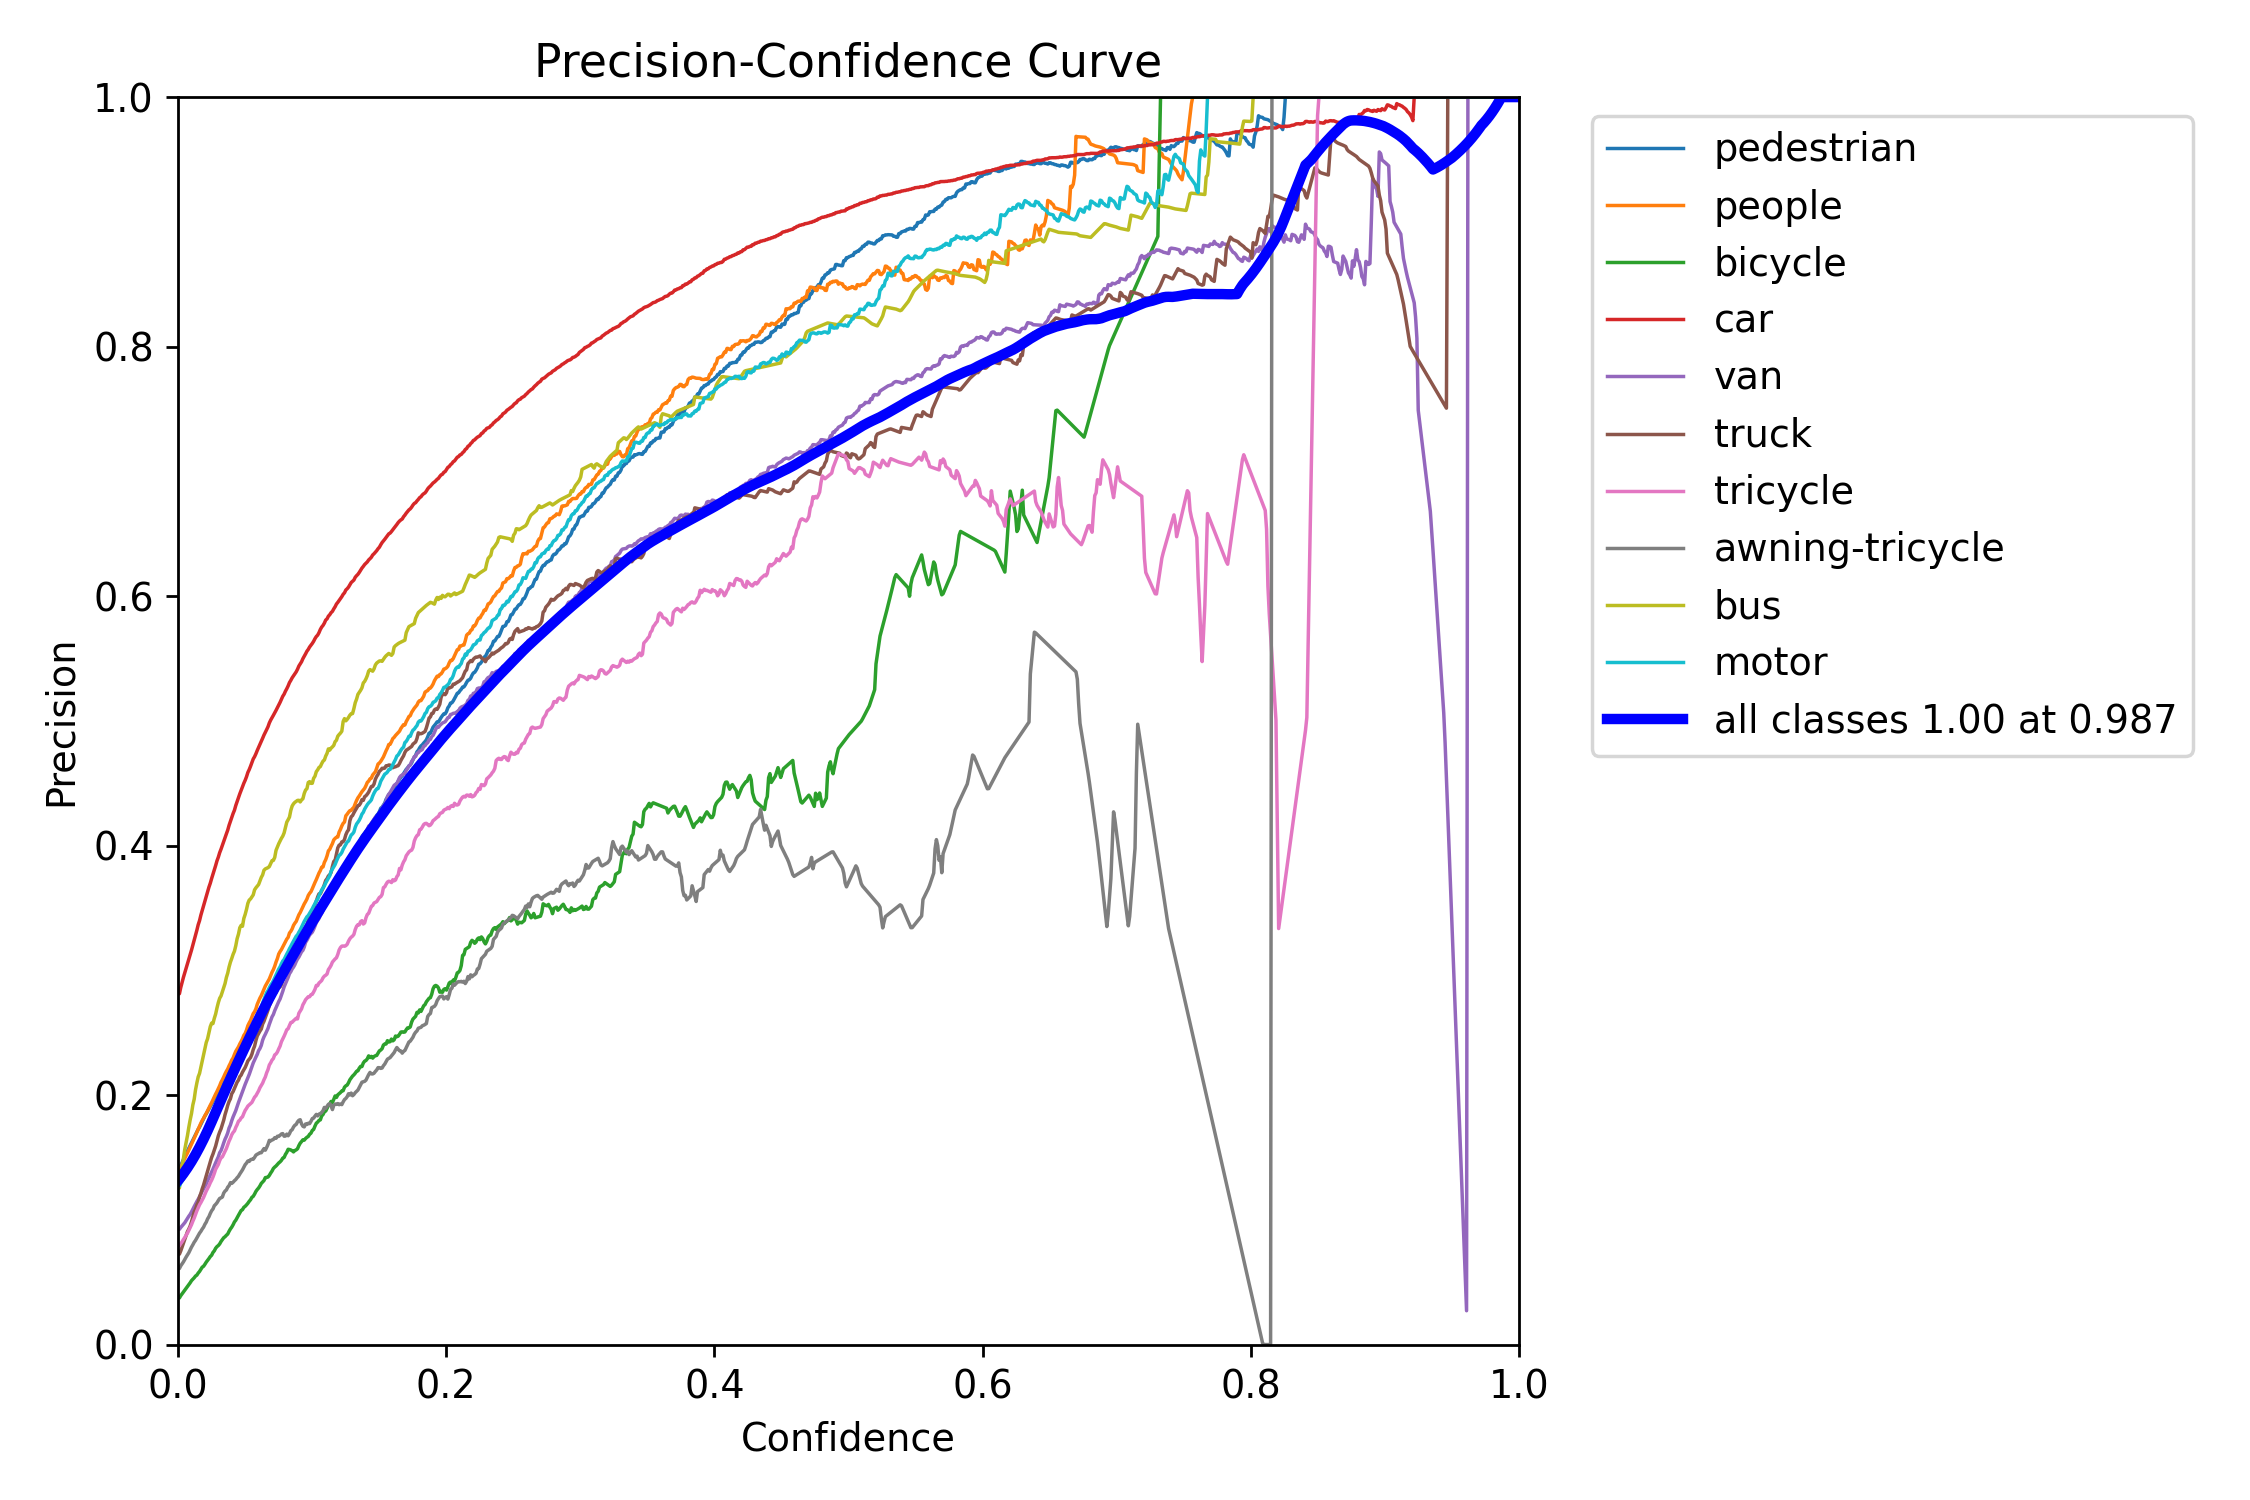 Precision-Confidence Curve
1.0
0.8
0.6
0.4
0.2
0.0
Precision
0.0 0.2 0.4 0.6 0.8 1.0
Confidence
pedestrian
people
bicycle
car
van
truck
tricycle
awning-tricycle
bus
motor
all classes 1.00 at 0.987